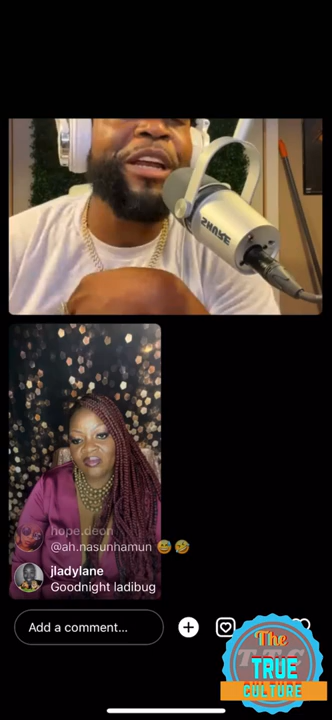 SHURE
hope.deon
@ah.nasunhamun 😅🤣
jladylane
Goodnight ladibug
Add a comment...
The
TRUE
CULTURE